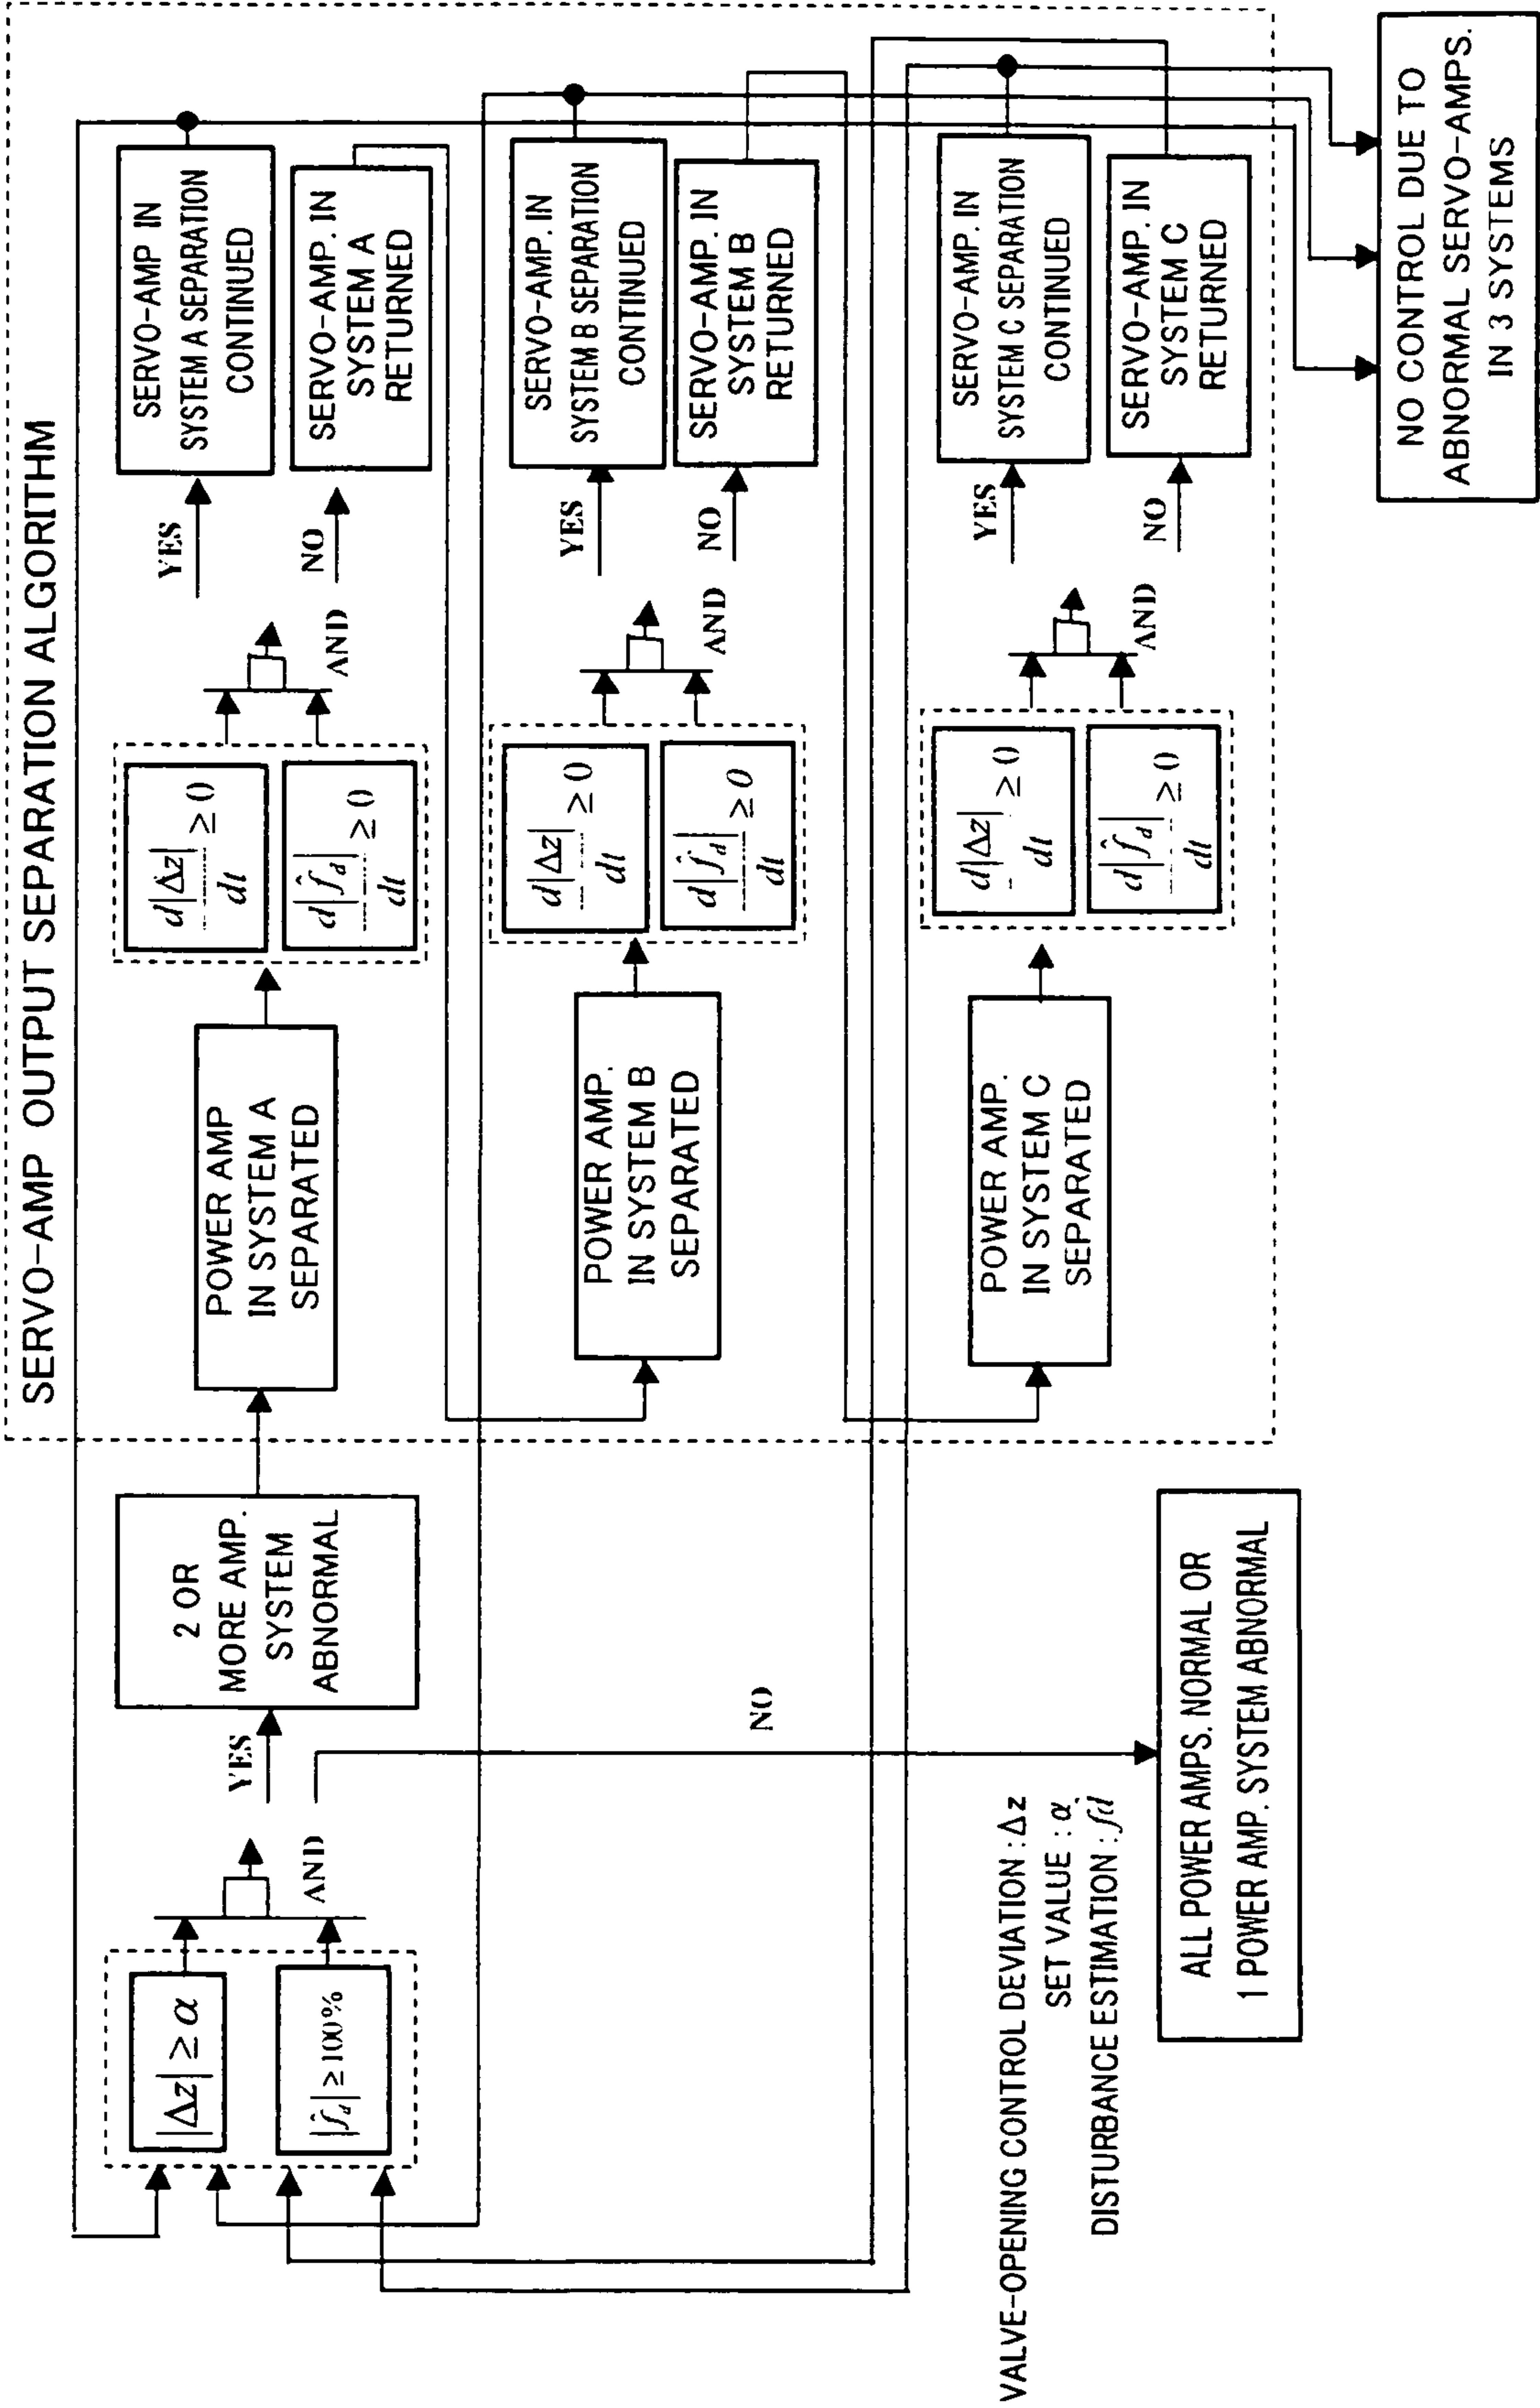 SERVO-AMP OUTPUT SEPARATION ALGORITHM
|Δz| ≥ α
|f̂d| ≥ 100%
AND
YES
2 OR
MORE AMP.
SYSTEM
ABNORMAL
NO
POWER AMP
IN SYSTEM A
SEPARATED
d|Δz|
dt
≥ 0
d|f̂d|
dt
≥ 0
AND
YES
NO
SERVO-AMP IN
SYSTEM A SEPARATION
CONTINUED
SERVO-AMP. IN
SYSTEM A
RETURNED
POWER AMP.
IN SYSTEM B
SEPARATED
d|Δz|
dt
≥ 0
d|f̂d|
dt
≥ 0
AND
YES
NO
SERVO-AMP. IN
SYSTEM B SEPARATION
CONTINUED
SERVO-AMP. IN
SYSTEM B
RETURNED
POWER AMP.
IN SYSTEM C
SEPARATED
d|Δz|
dt
≥ 0
d|f̂d|
dt
≥ 0
AND
YES
NO
SERVO-AMP. IN
SYSTEM C SEPARATION
CONTINUED
SERVO-AMP. IN
SYSTEM C
RETURNED
VALVE-OPENING CONTROL DEVIATION : Δz
SET VALUE : α
DISTURBANCE ESTIMATION : f̂d
ALL POWER AMPS. NORMAL OR
1 POWER AMP. SYSTEM ABNORMAL
NO CONTROL DUE TO
ABNORMAL SERVO-AMPS.
IN 3 SYSTEMS